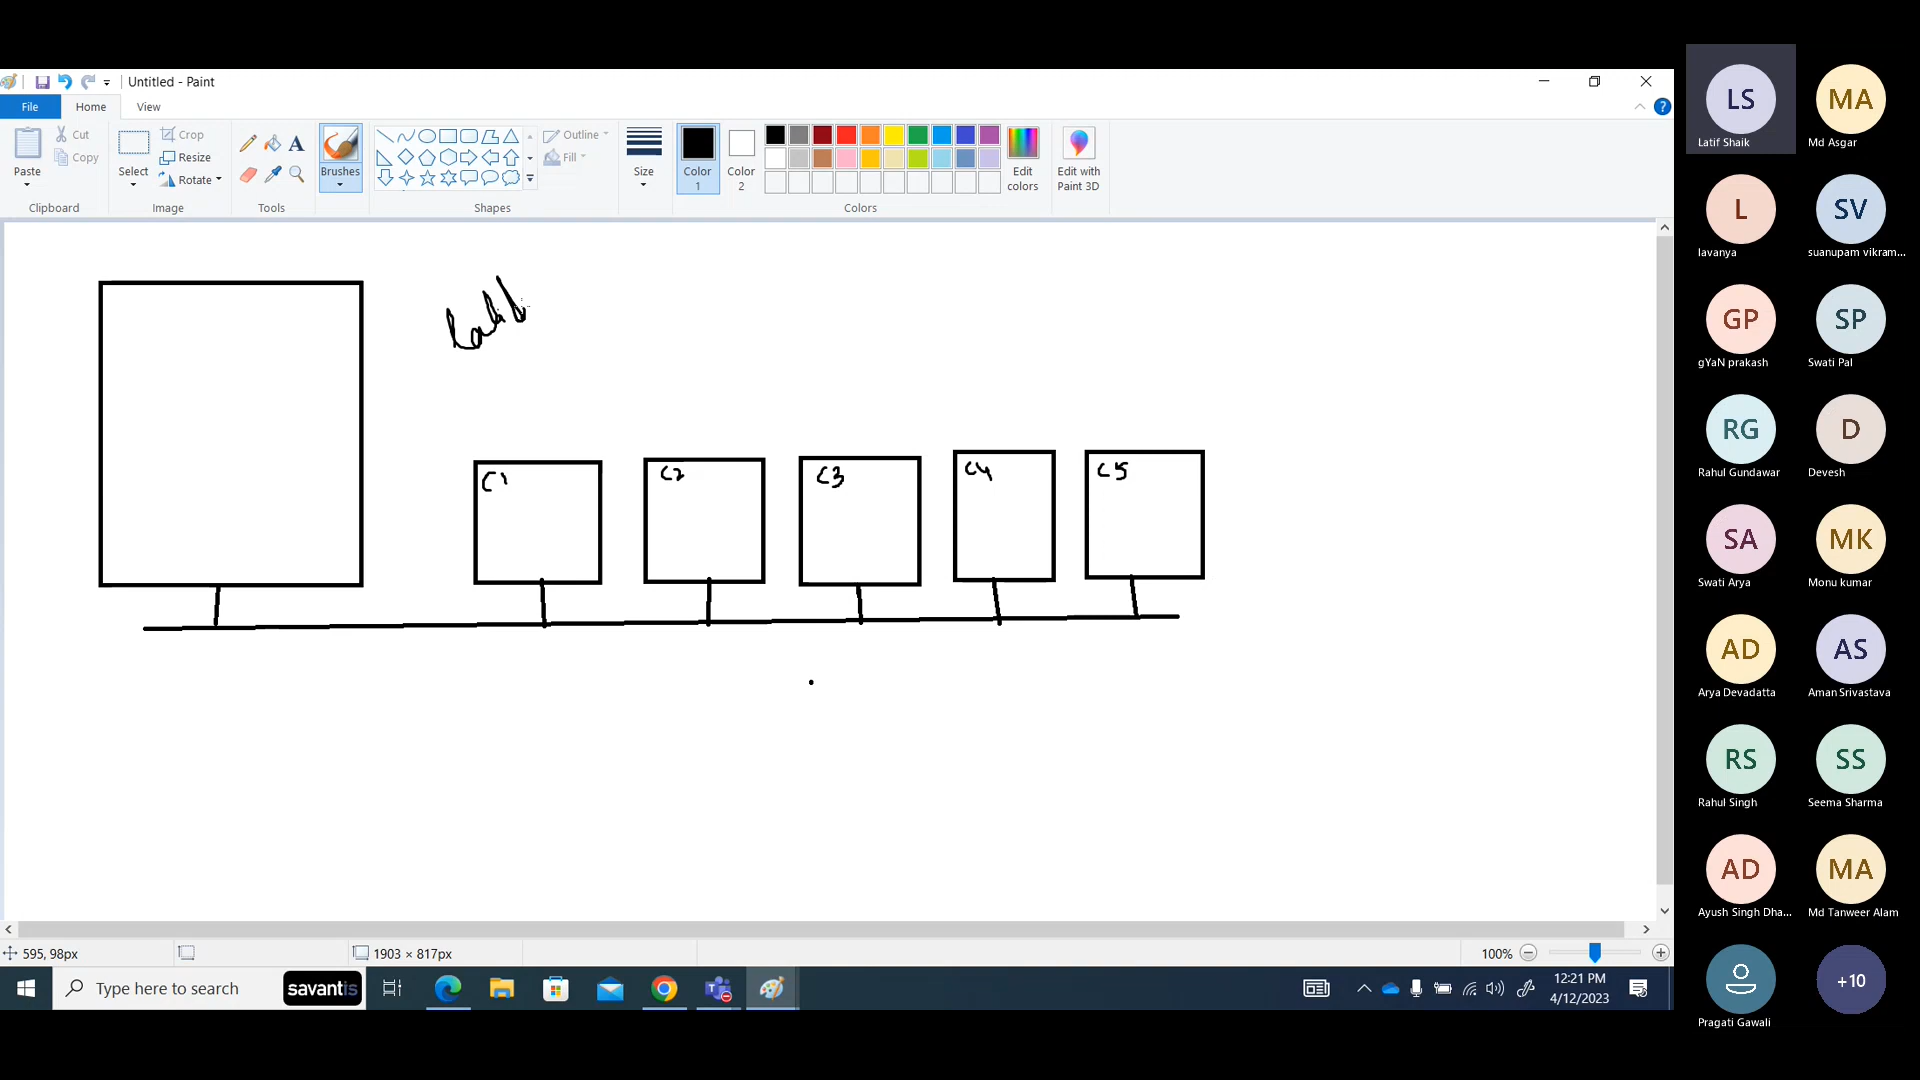 Untitled - Paint
File Home View
Paste
Cut
Copy
Clipboard
Select
Crop
Resize
Rotate
Image
Tools
Brushes
Shapes
Outline
Fill
Size
Color 1
Color 2
Colors
Edit colors
Edit with Paint 3D
C1 C2 C3 C4 C5
595, 98px
1903 × 817px
100%
Type here to search
savantis
12:21 PM
4/12/2023
LS
Latif Shaik
MA
Md Asgar
L
lavanya
SV
suanupam vikram...
GP
gYaN prakash
SP
Swati Pal
RG
Rahul Gundawar
D
Devesh
SA
Swati Arya
MK
Monu kumar
AD
Arya Devadatta
AS
Aman Srivastava
RS
Rahul Singh
SS
Seema Sharma
AD
Ayush Singh Dha...
MA
Md Tanweer Alam
Pragati Gawali
+10